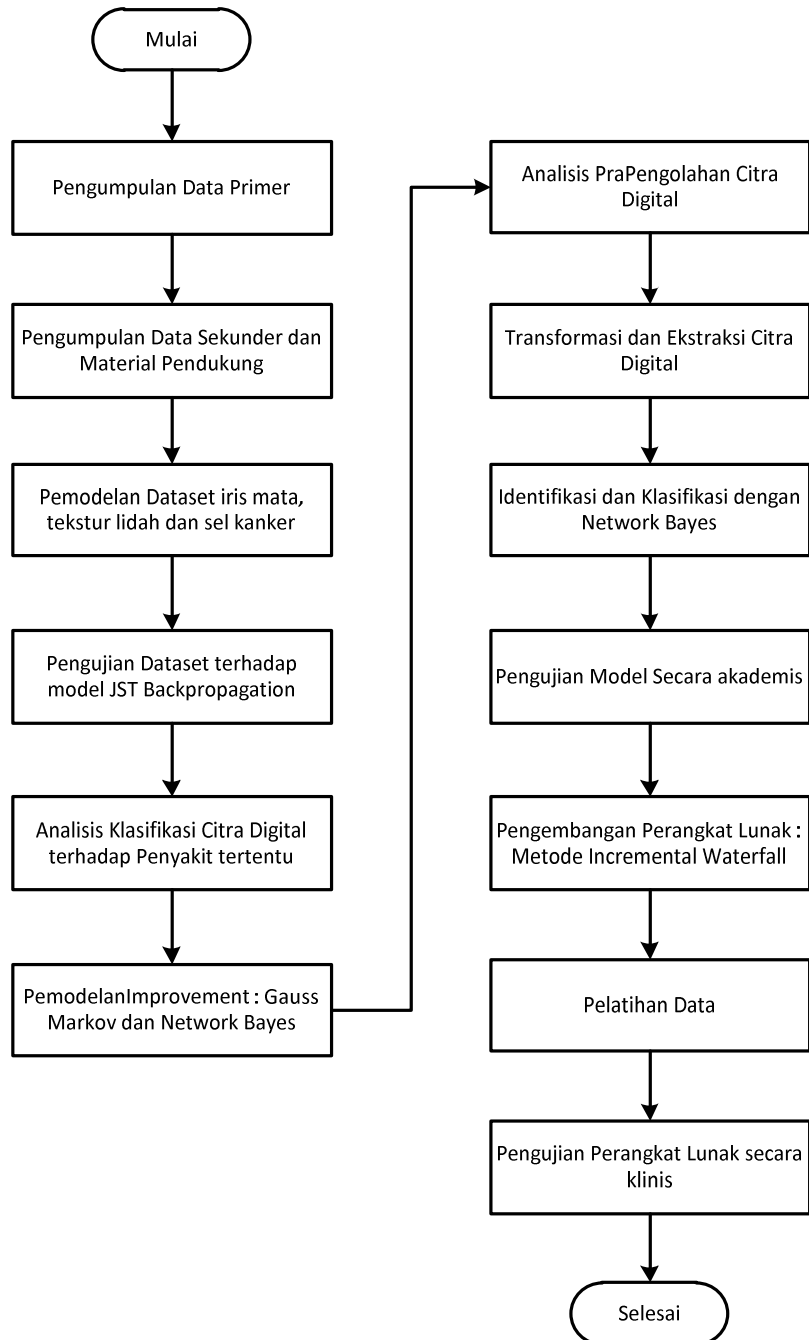 Mulai
Pengumpulan Data Primer
Pengumpulan Data Sekunder dan
Material Pendukung
Pemodelan Dataset iris mata,
tekstur lidah dan sel kanker
Pengujian Dataset terhadap
model JST Backpropagation
Analisis Klasifikasi Citra Digital
terhadap Penyakit tertentu
PemodelanImprovement : Gauss
Markov dan Network Bayes
Analisis PraPengolahan Citra
Digital
Transformasi dan Ekstraksi Citra
Digital
Identifikasi dan Klasifikasi dengan
Network Bayes
Pengujian Model Secara akademis
Pengembangan Perangkat Lunak :
Metode Incremental Waterfall
Pelatihan Data
Pengujian Perangkat Lunak secara
klinis
Selesai